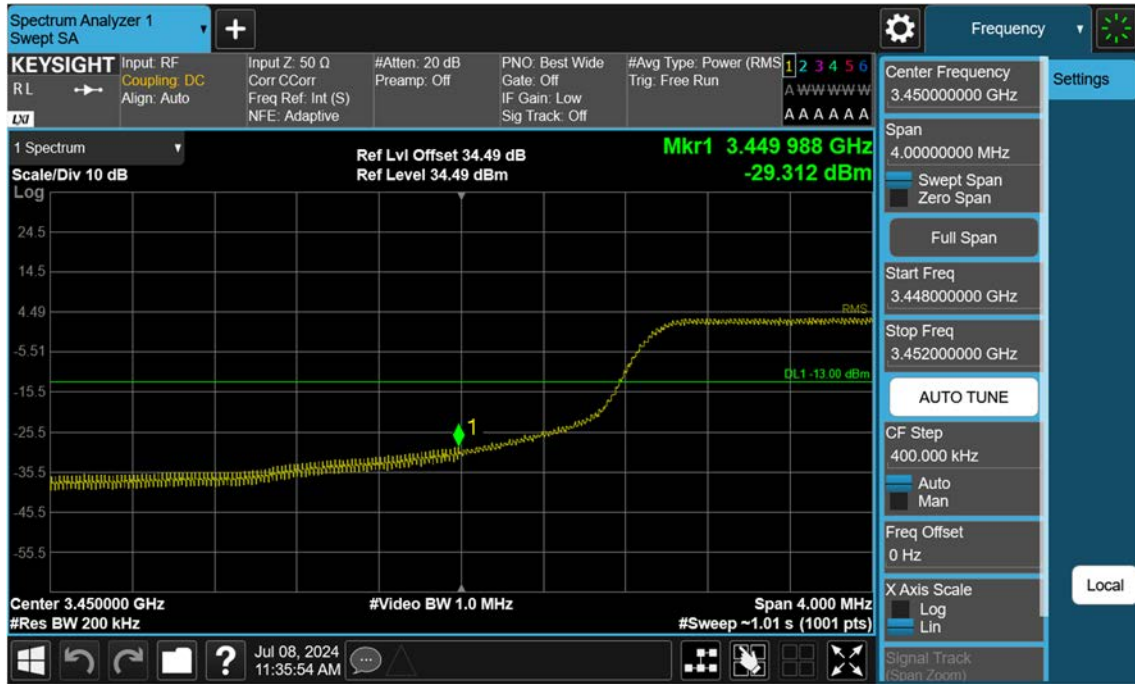 Spectrum Analyzer 1
Swept SA
+
Frequency
KEYSIGHT
RL
LXI
Input: RF
Coupling: DC
Align: Auto
Input Z: 50 Ω
Corr CCorr
Freq Ref: Int (S)
NFE: Adaptive
#Atten: 20 dB
Preamp: Off
PNO: Best Wide
Gate: Off
IF Gain: Low
Sig Track: Off
#Avg Type: Power (RMS
Trig: Free Run
1 2 3 4 5 6
A W W W W W
A A A A A A
1 Spectrum
Scale/Div 10 dB
Log
Ref Lvl Offset 34.49 dB
Ref Level 34.49 dBm
Mkr1 3.449 988 GHz
-29.312 dBm
24.5
14.5
4.49
RMS
-5.51
DL1 -13.00 dBm
-15.5
-25.5
1
-35.5
-45.5
-55.5
Center 3.450000 GHz
#Video BW 1.0 MHz
Span 4.000 MHz
#Res BW 200 kHz
#Sweep ~1.01 s (1001 pts)
?
Jul 08, 2024
11:35:54 AM
Center Frequency
3.450000000 GHz
Span
4.00000000 MHz
Swept Span
Zero Span
Full Span
Start Freq
3.448000000 GHz
Stop Freq
3.452000000 GHz
AUTO TUNE
CF Step
400.000 kHz
Auto
Man
Freq Offset
0 Hz
X Axis Scale
Log
Lin
Signal Track
(Span Zoom)
Settings
Local